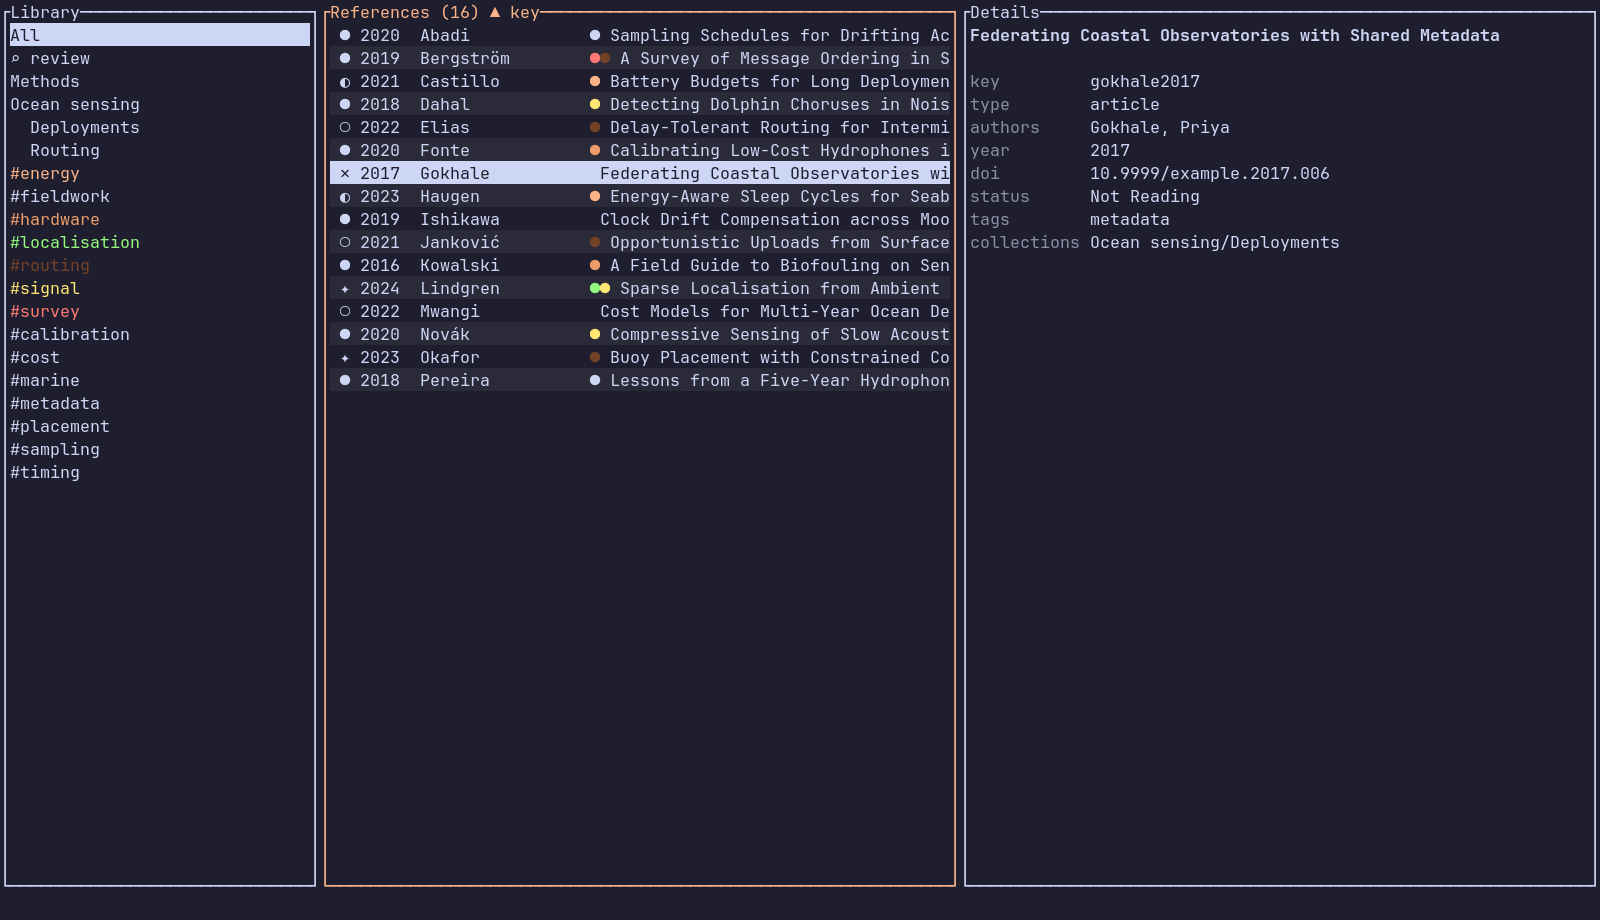 Library
All
⌕ review
Methods
Ocean sensing
Deployments
Routing
#energy
#fieldwork
#hardware
#localisation
#routing
#signal
#survey
#calibration
#cost
#marine
#metadata
#placement
#sampling
#timing
References (16) ▲ key
● 2020 Abadi ● Sampling Schedules for Drifting Ac
● 2019 Bergström ●● A Survey of Message Ordering in S
◐ 2021 Castillo ● Battery Budgets for Long Deploymen
● 2018 Dahal ● Detecting Dolphin Choruses in Nois
○ 2022 Elias ● Delay-Tolerant Routing for Intermi
● 2020 Fonte ● Calibrating Low-Cost Hydrophones i
× 2017 Gokhale Federating Coastal Observatories wi
◐ 2023 Haugen ● Energy-Aware Sleep Cycles for Seab
● 2019 Ishikawa Clock Drift Compensation across Moo
○ 2021 Janković ● Opportunistic Uploads from Surface
● 2016 Kowalski ● A Field Guide to Biofouling on Sen
✦ 2024 Lindgren ●● Sparse Localisation from Ambient
○ 2022 Mwangi Cost Models for Multi-Year Ocean De
● 2020 Novák ● Compressive Sensing of Slow Acoust
✦ 2023 Okafor ● Buoy Placement with Constrained Co
● 2018 Pereira ● Lessons from a Five-Year Hydrophon
Details
Federating Coastal Observatories with Shared Metadata
key gokhale2017
type article
authors Gokhale, Priya
year 2017
doi 10.9999/example.2017.006
status Not Reading
tags metadata
collections Ocean sensing/Deployments